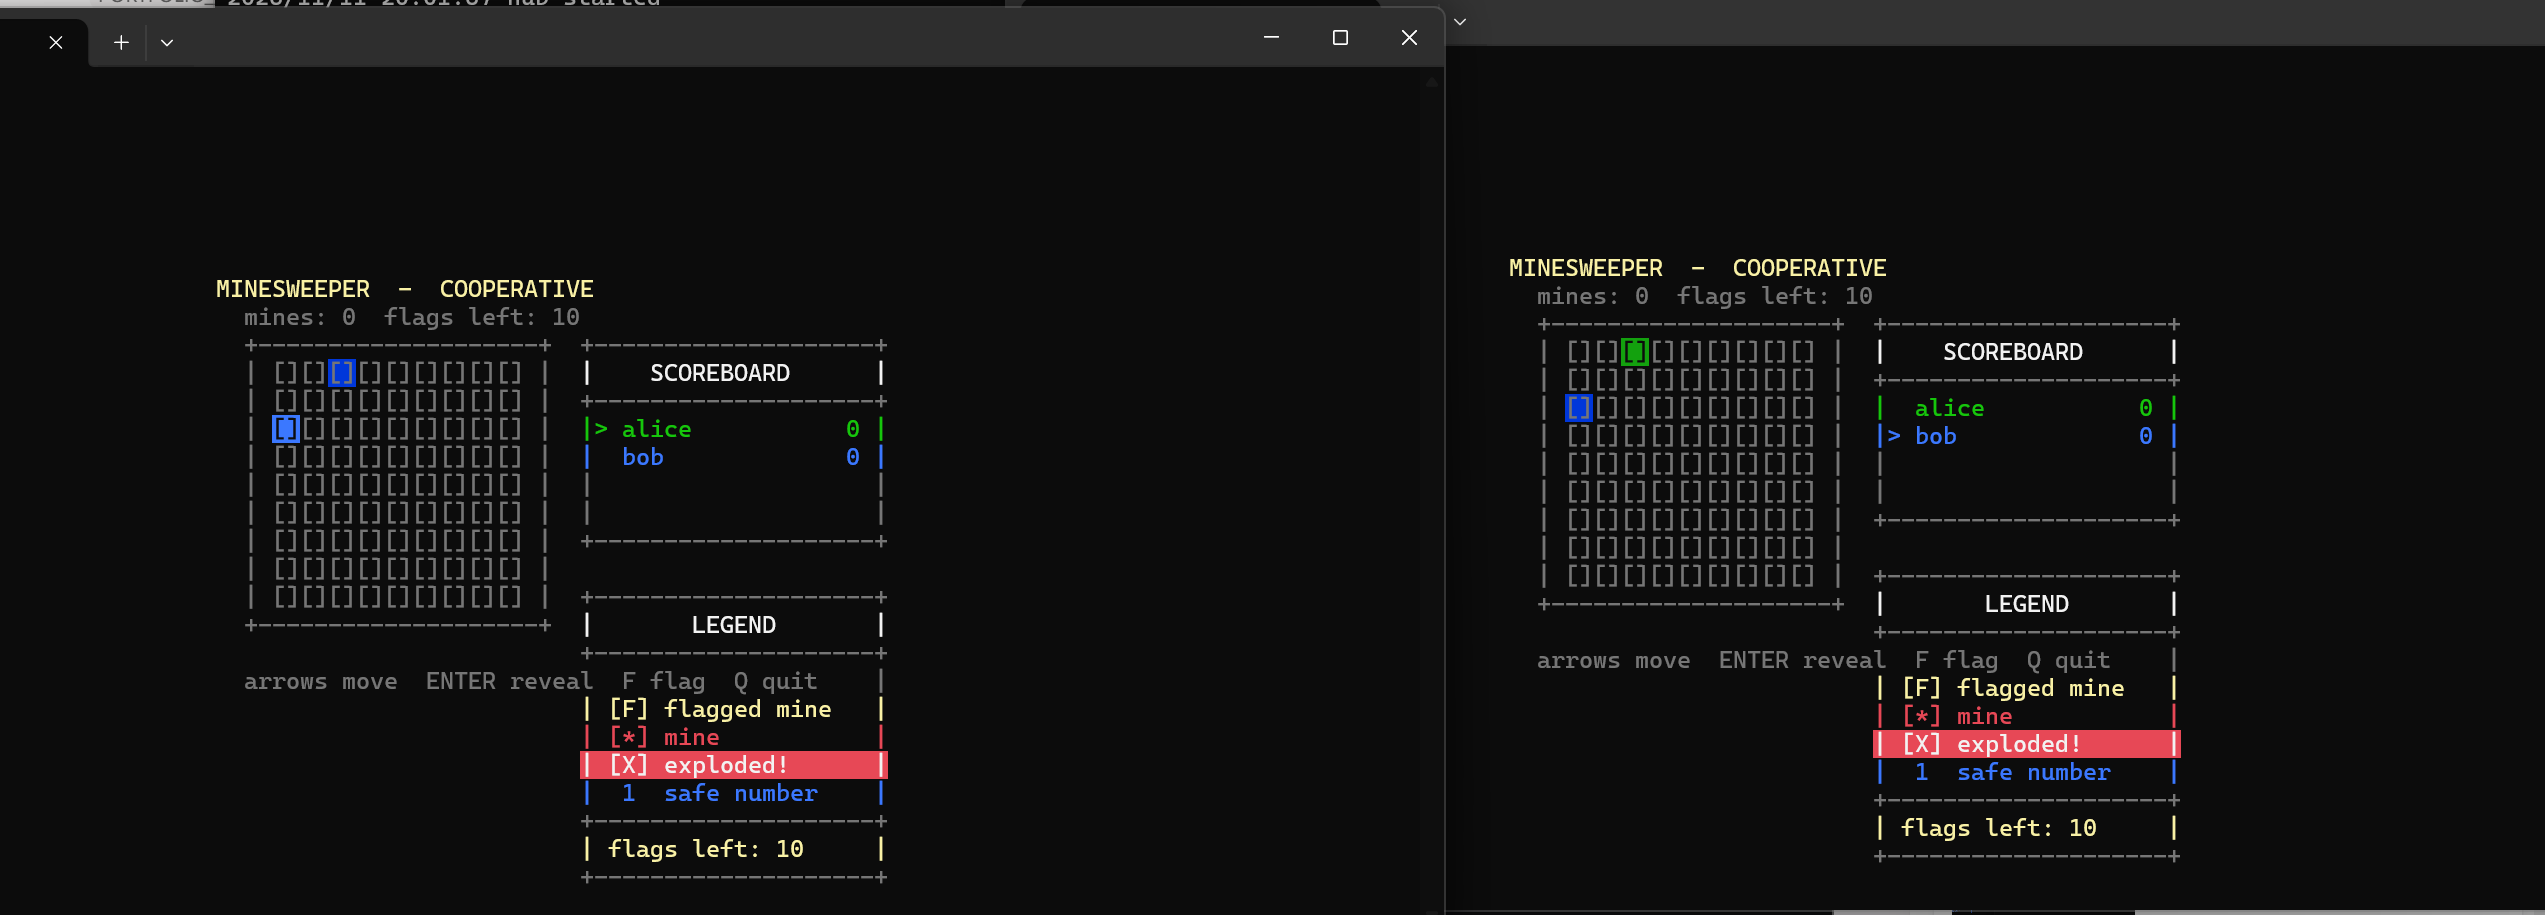 MINESWEEPER  -  COOPERATIVE
mines: 0  flags left: 10
+--------------------+  +--------------------+
| [][][][][][][][][] |  |     SCOREBOARD      |
| [][][][][][][][][] |  +--------------------+
| [][][][][][][][][] |  |> alice           0 |
| [][][][][][][][][] |  |  bob             0 |
| [][][][][][][][][] |  |                    |
| [][][][][][][][][] |  |                    |
| [][][][][][][][][] |  +--------------------+
| [][][][][][][][][] |
| [][][][][][][][][] |  +--------------------+
+--------------------+  |       LEGEND       |
+--------------------+
arrows move  ENTER reveal  F flag  Q quit    |
| [F] flagged mine   |
| [*] mine           |
| [X] exploded!      |
|  1  safe number    |
+--------------------+
| flags left: 10     |
+--------------------+
MINESWEEPER  -  COOPERATIVE
mines: 0  flags left: 10
+--------------------+  +--------------------+
| [][][][][][][][][] |  |     SCOREBOARD      |
| [][][][][][][][][] |  +--------------------+
| [][][][][][][][][] |  |  alice           0 |
| [][][][][][][][][] |  |> bob             0 |
| [][][][][][][][][] |  |                    |
| [][][][][][][][][] |  |                    |
| [][][][][][][][][] |  +--------------------+
| [][][][][][][][][] |
| [][][][][][][][][] |  +--------------------+
+--------------------+  |       LEGEND       |
+--------------------+
arrows move  ENTER reveal  F flag  Q quit    |
| [F] flagged mine   |
| [*] mine           |
| [X] exploded!      |
|  1  safe number    |
+--------------------+
| flags left: 10     |
+--------------------+